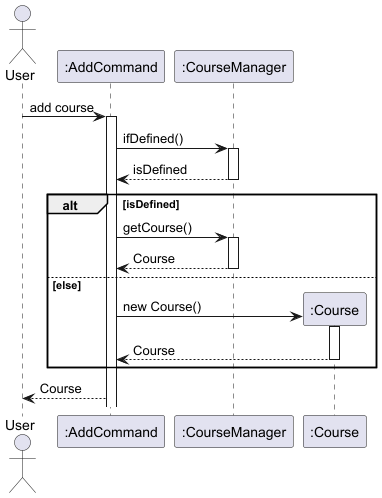 User
:AddCommand
:CourseManager
add course
ifDefined()
isDefined
alt
[isDefined]
getCourse()
Course
[else]
new Course()
:Course
Course
Course
User
:AddCommand
:CourseManager
:Course